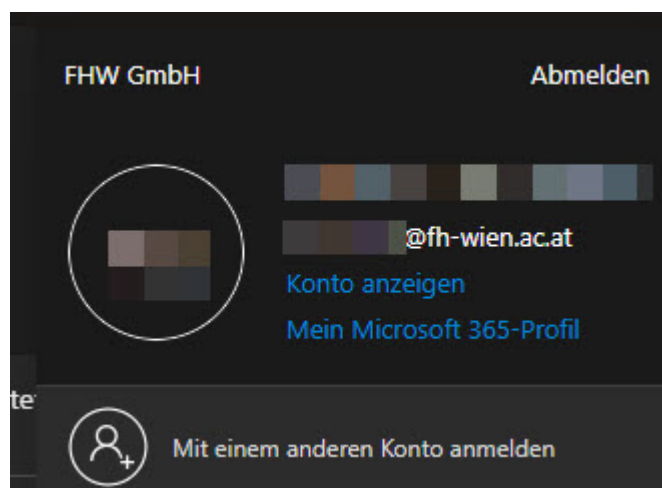 FHW GmbH Abmelden
@fh-wien.ac.at
Konto anzeigen
Mein Microsoft 365-Profil
Mit einem anderen Konto anmelden